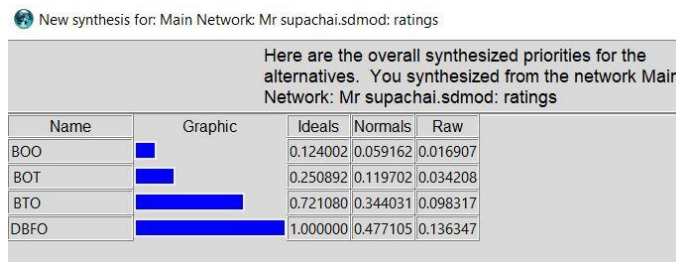 New synthesis for: Main Network: Mr supachai.sdmod: ratings
Here are the overall synthesized priorities for the
alternatives. You synthesized from the network Main
Network: Mr supachai.sdmod: ratings
Name Graphic Ideals Normals Raw
BOO 0.124002 0.059162 0.016907
BOT 0.250892 0.119702 0.034208
BTO 0.721080 0.344031 0.098317
DBFO 1.000000 0.477105 0.136347